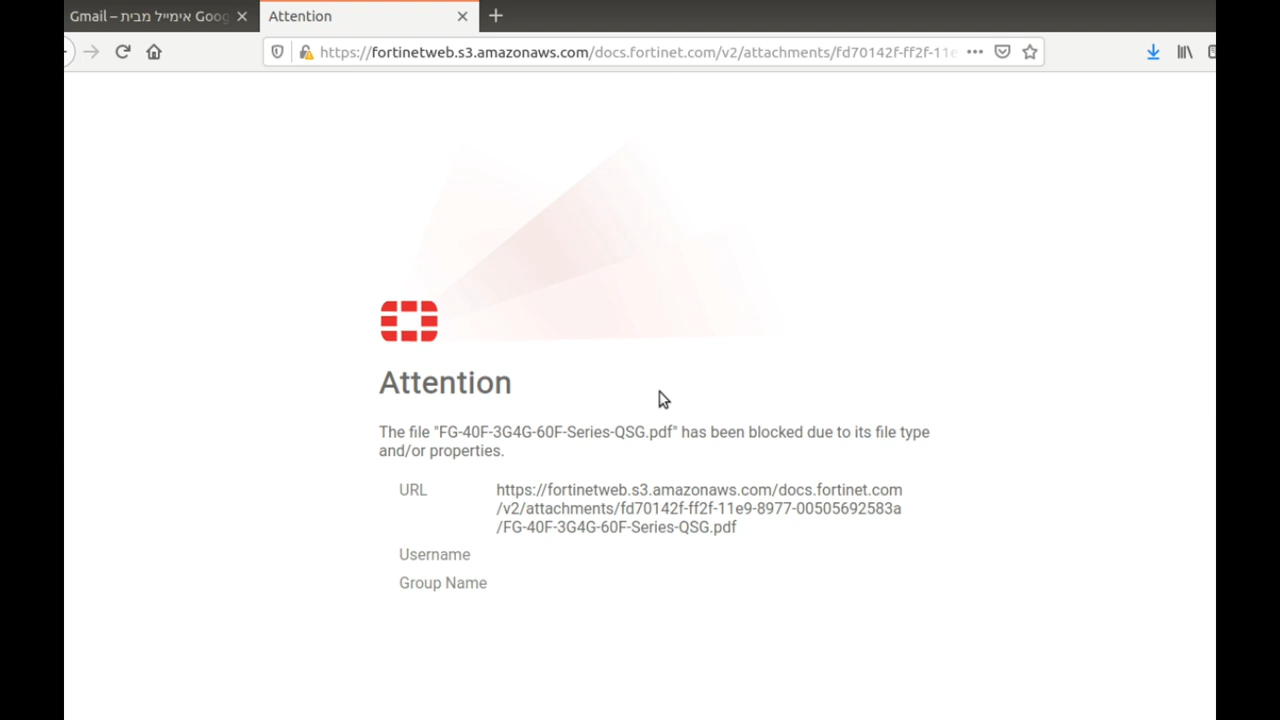 Gmail – אימייל מבית Goog
Attention
https://fortinetweb.s3.amazonaws.com/docs.fortinet.com/v2/attachments/fd70142f-ff2f-11e
Attention
The file "FG-40F-3G4G-60F-Series-QSG.pdf" has been blocked due to its file type
and/or properties.
URL https://fortinetweb.s3.amazonaws.com/docs.fortinet.com
/v2/attachments/fd70142f-ff2f-11e9-8977-00505692583a
/FG-40F-3G4G-60F-Series-QSG.pdf
Username
Group Name